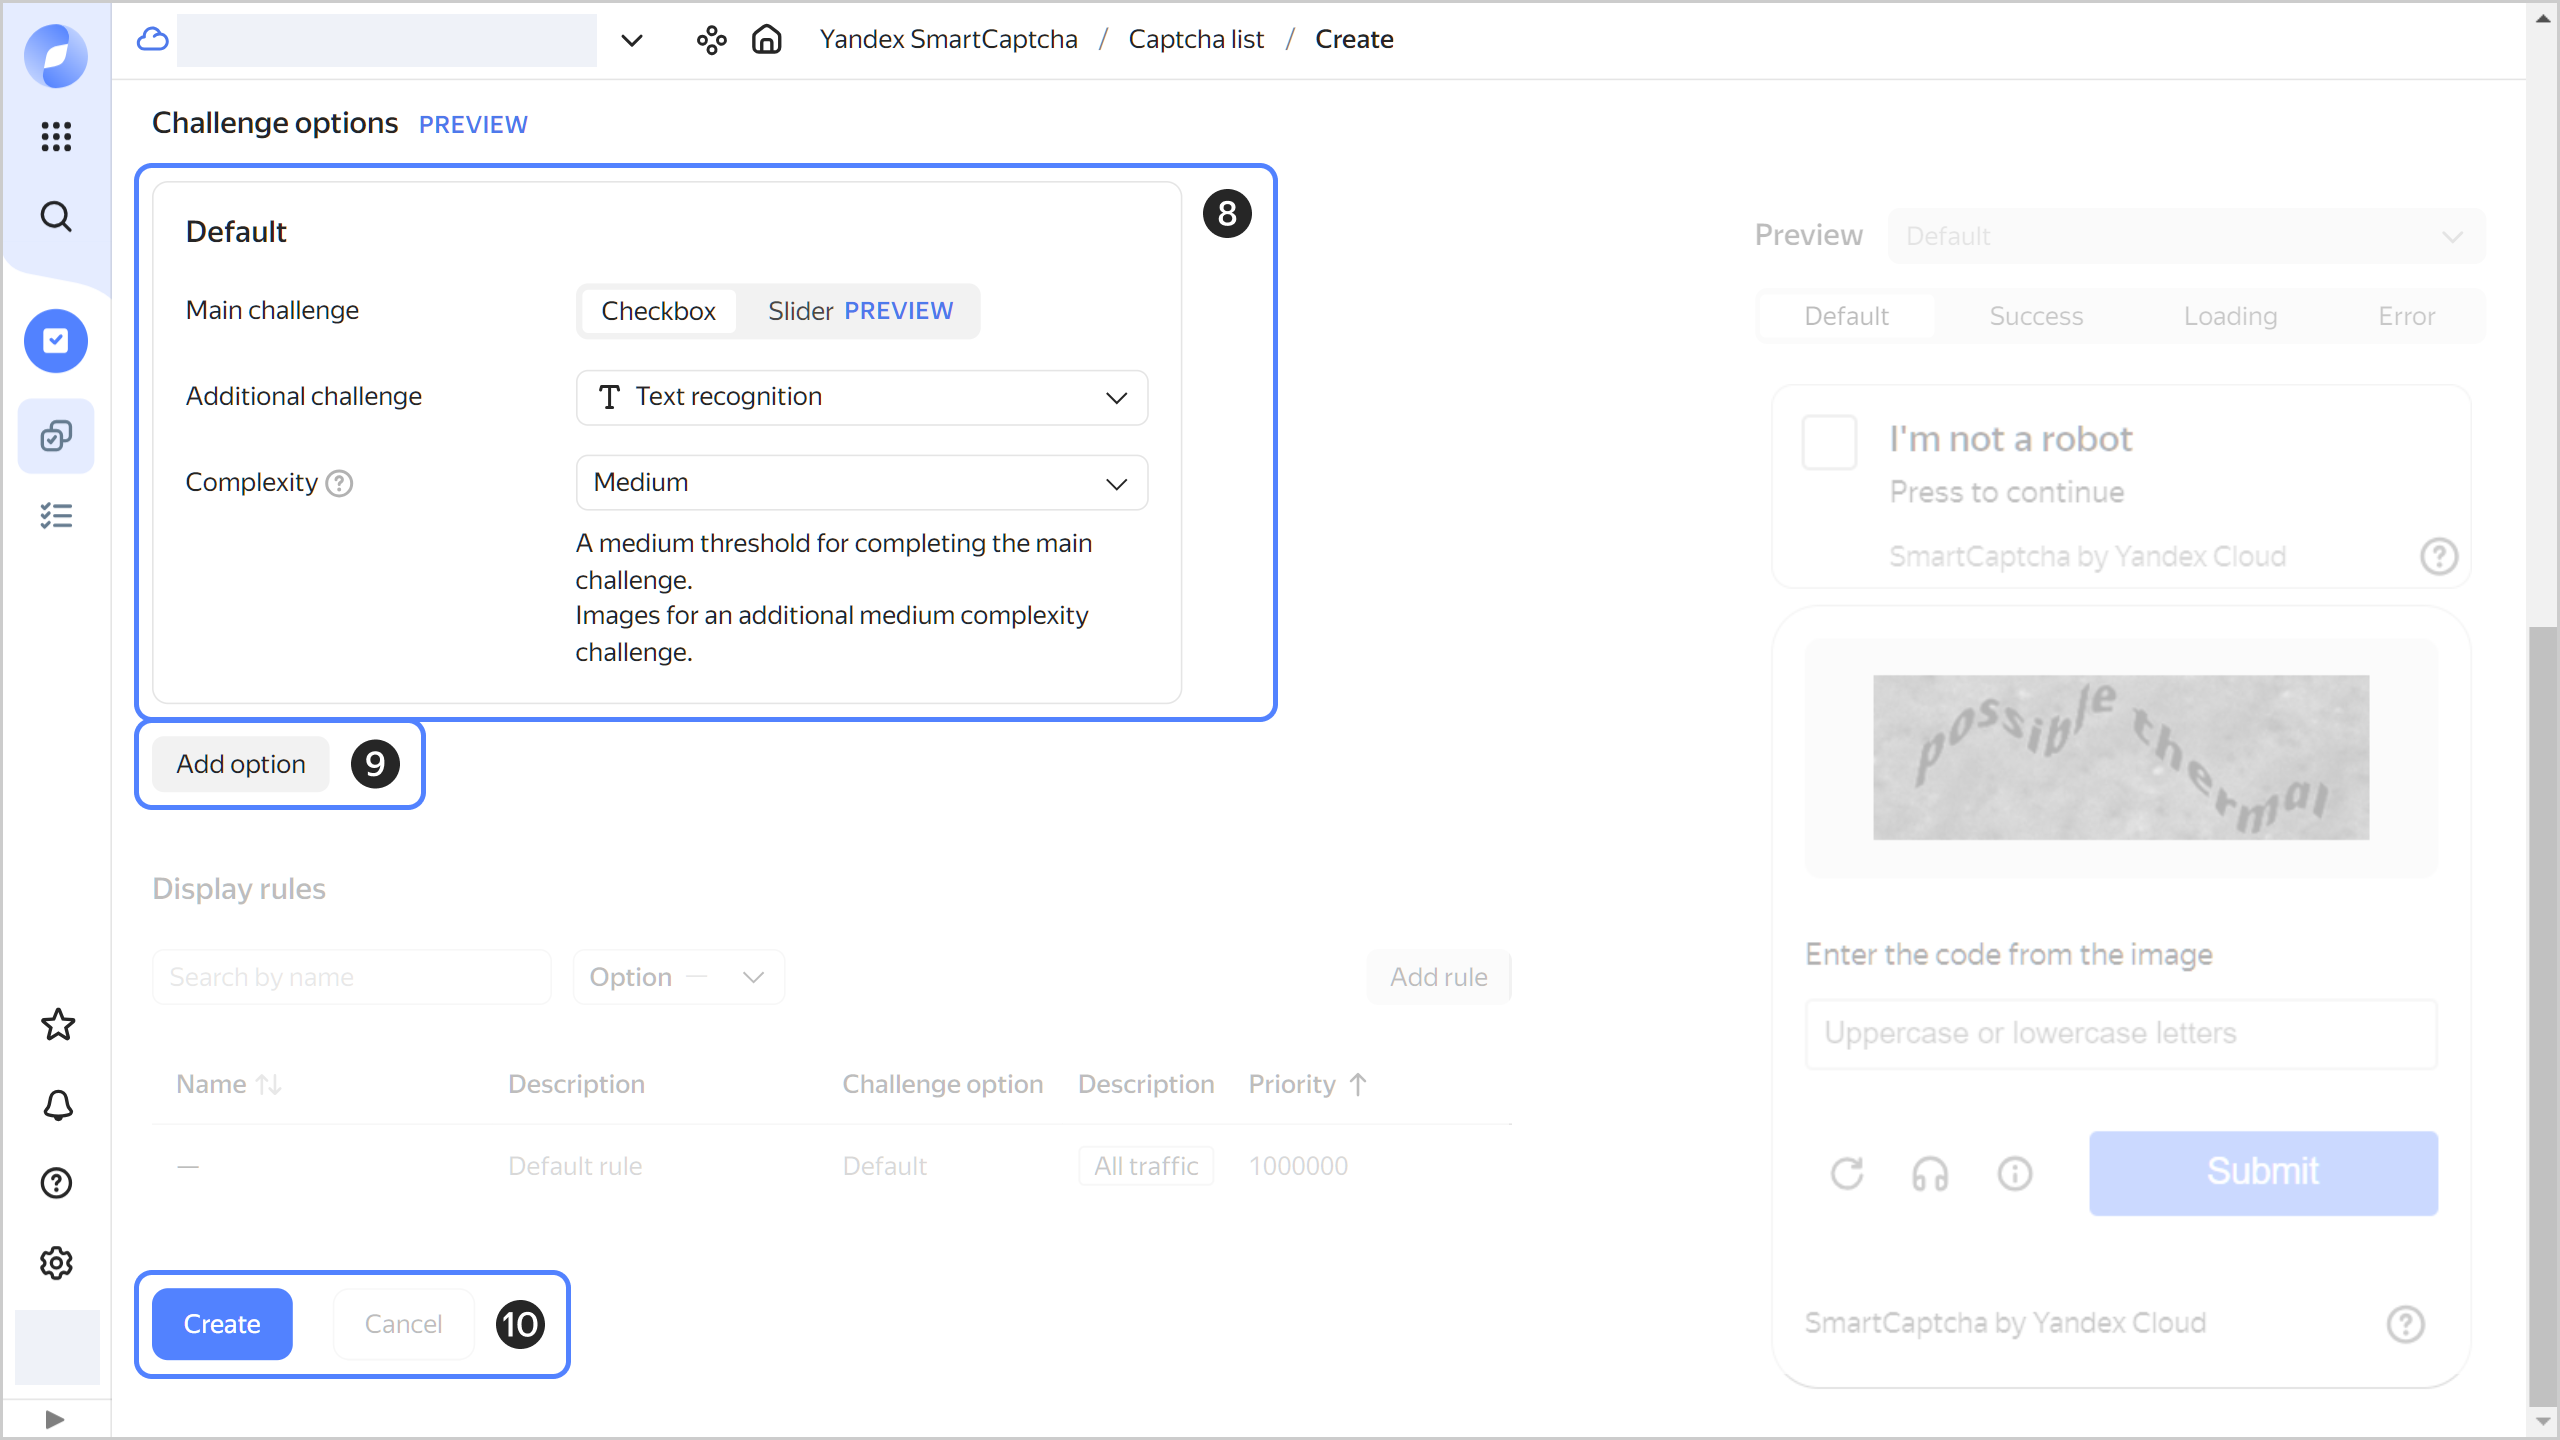 Yandex SmartCaptcha / Captcha list / Create
Challenge options PREVIEW
8
Default
Main challenge
Checkbox Slider PREVIEW
Additional challenge
Text recognition
Complexity ?
Medium
A medium threshold for completing the main
challenge.
Images for an additional medium complexity
challenge.
Add option 9
Display rules
Search by name Option — Add rule
Name Description Challenge option Description Priority
— Default rule Default All traffic 1000000
Create Cancel 10
Preview Default
Default Success Loading Error
I'm not a robot
Press to continue
SmartCaptcha by Yandex Cloud ?
possible thermal
Enter the code from the image
Uppercase or lowercase letters
Submit
SmartCaptcha by Yandex Cloud ?